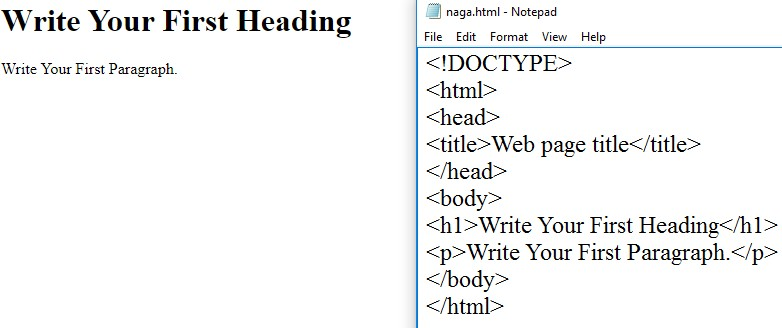 Write Your First Heading
Write Your First Paragraph.
naga.html - Notepad
File Edit Format View Help
<!DOCTYPE>
<html>
<head>
<title>Web page title</title>
</head>
<body>
<h1>Write Your First Heading</h1>
<p>Write Your First Paragraph.</p>
</body>
</html>